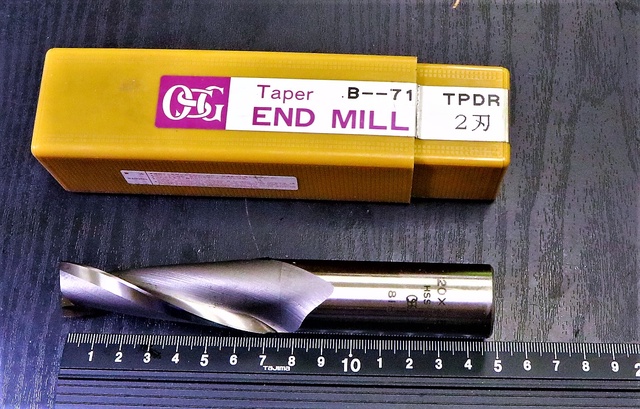 OSG
Taper
END MILL
.B--71
TPDR
2刃
20×
HSS
1 2 3 4 5 6 7 8 9 10 1 2 3 4 5 6 7 8 9 2
TAJIMA